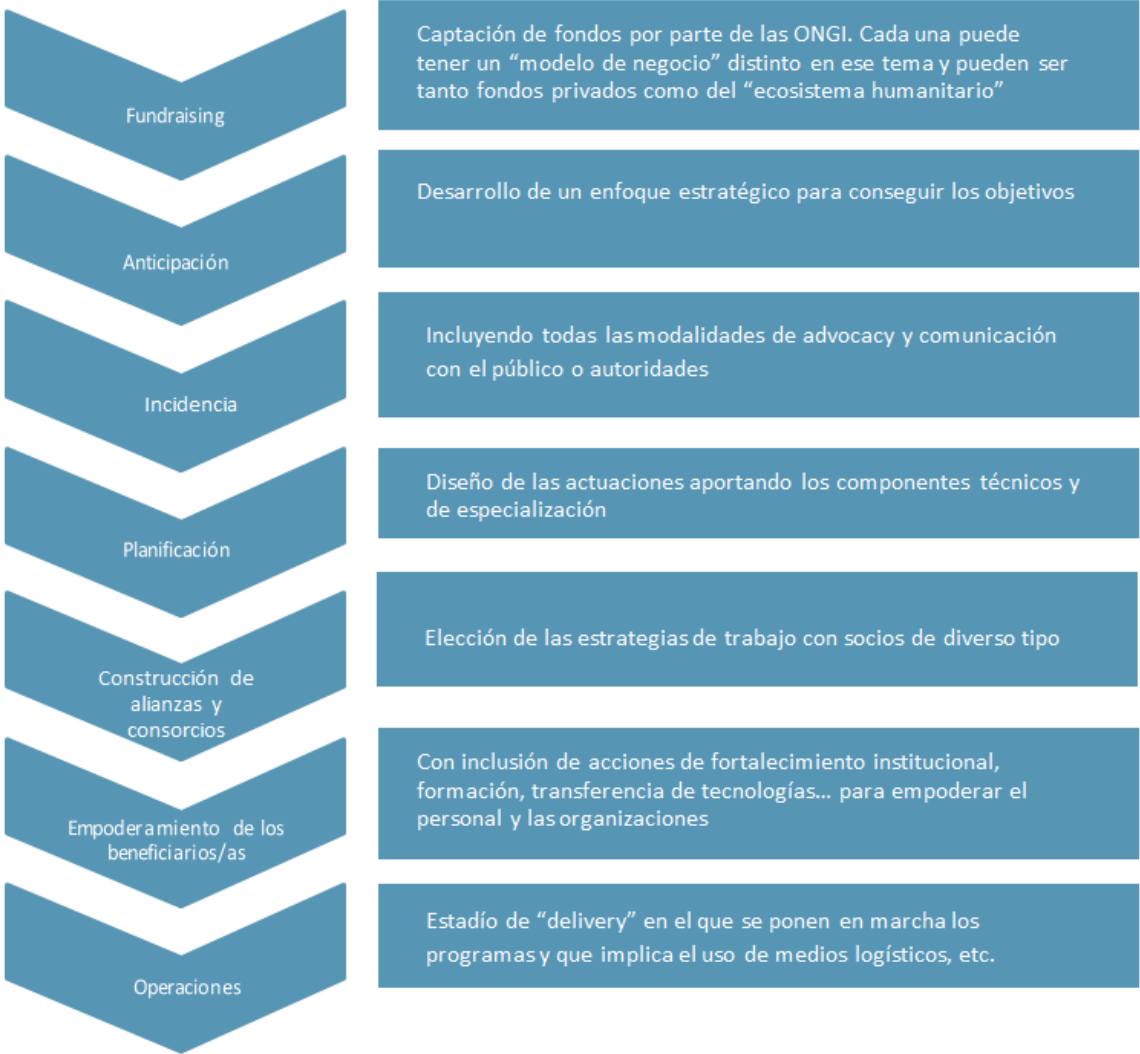 Fundraising
Captación de fondos por parte de las ONGI. Cada una puede
tener un “modelo de negocio” distinto en ese tema y pueden ser
tanto fondos privados como del “ecosistema humanitario”
Anticipación
Desarrollo de un enfoque estratégico para conseguir los objetivos
Incidencia
Incluyendo todas las modalidades de advocacy y comunicación
con el público o autoridades
Planificación
Diseño de las actuaciones aportando los componentes técnicos y
de especialización
Construcción de
alianzas y
consorcios
Elección de las estrategias de trabajo con socios de diverso tipo
Empoderamiento de los
beneficiarios/as
Con inclusión de acciones de fortalecimiento institucional,
formación, transferencia de tecnologías... para empoderar el
personal y las organizaciones
Operaciones
Estadío de “delivery” en el que se ponen en marcha los
programas y que implica el uso de medios logísticos, etc.